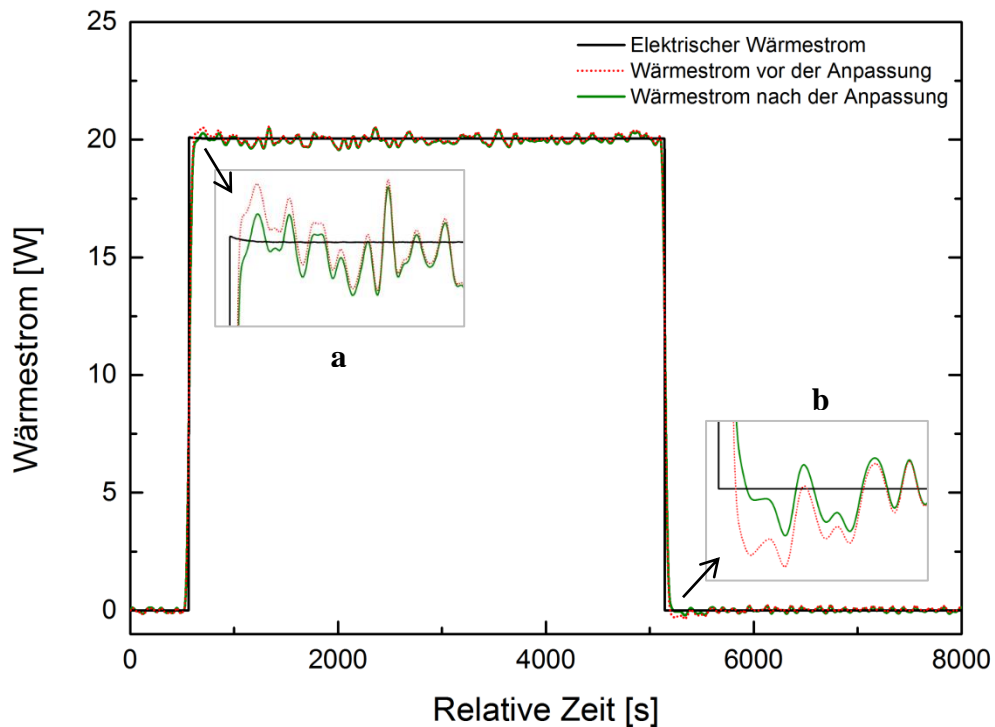 Wärmestrom [W]
25
20
15
10
5
0
Elektrischer Wärmestrom
Wärmestrom vor der Anpassung
Wärmestrom nach der Anpassung
a
b
0
2000
4000
6000
8000
Relative Zeit [s]